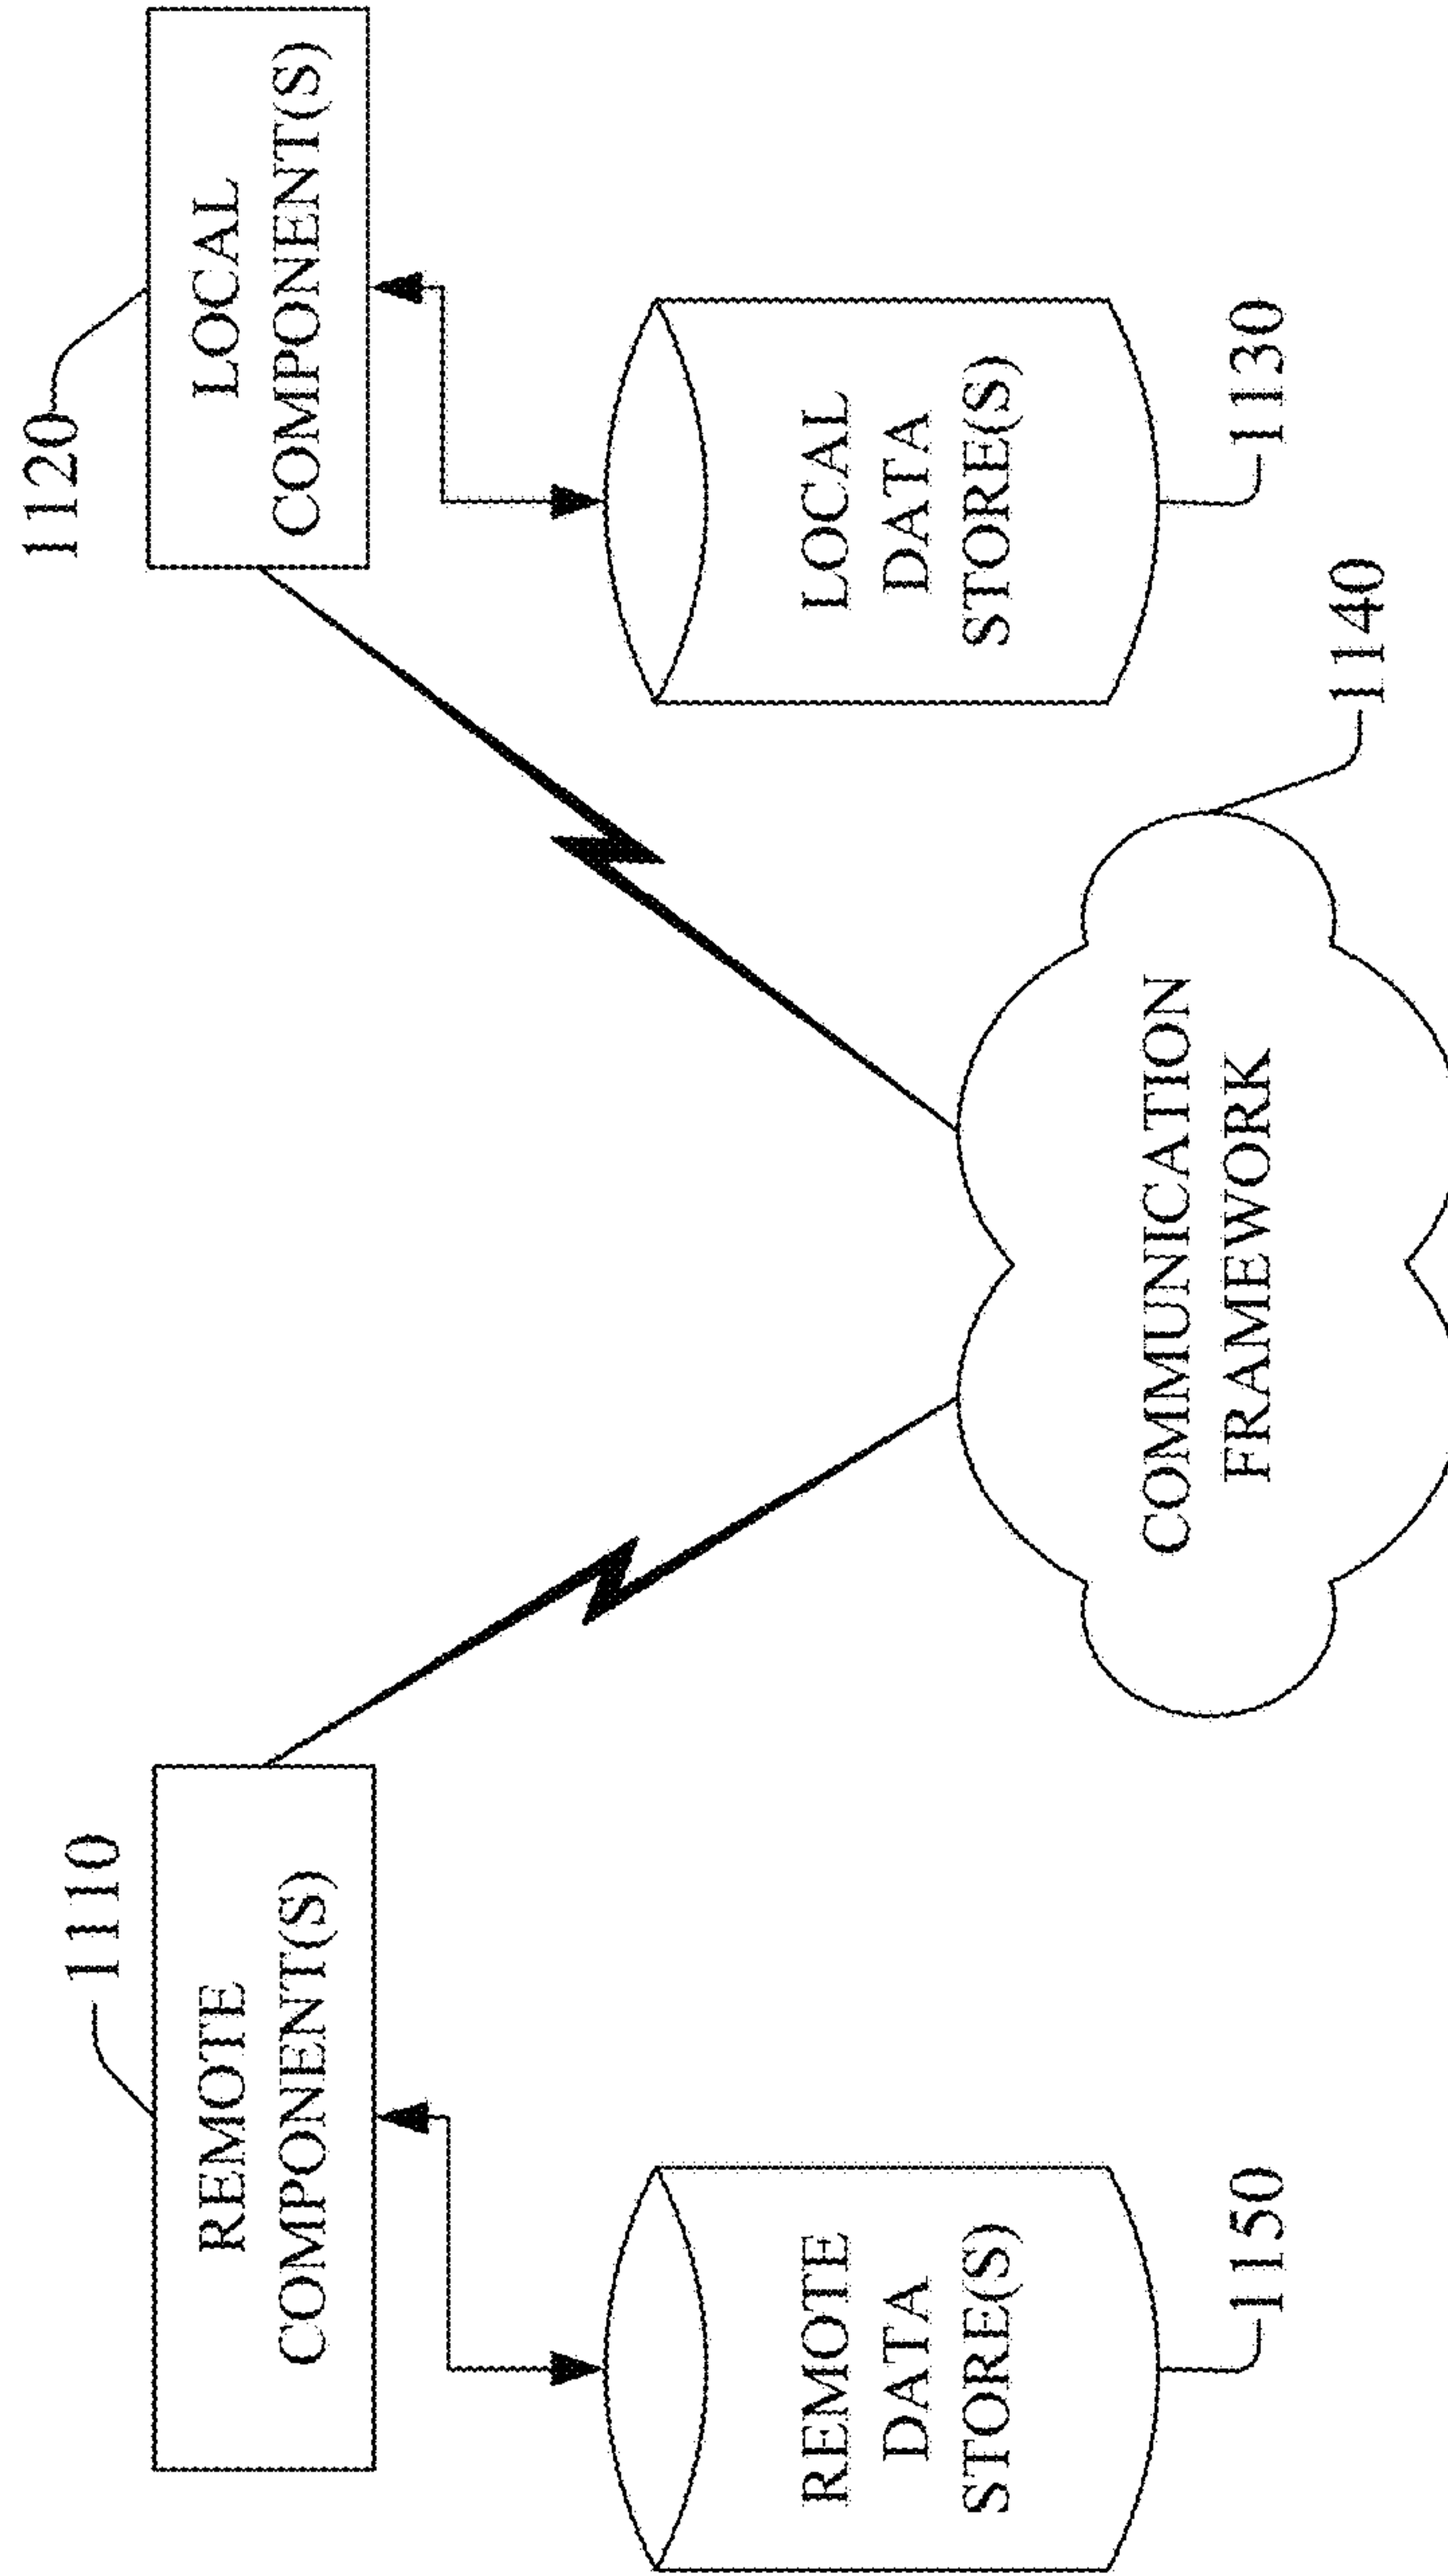 1110
REMOTE
COMPONENT(S)
1120
LOCAL
COMPONENT(S)
REMOTE
DATA
STORE(S)
1150
LOCAL
DATA
STORE(S)
1130
COMMUNICATION
FRAMEWORK
1140